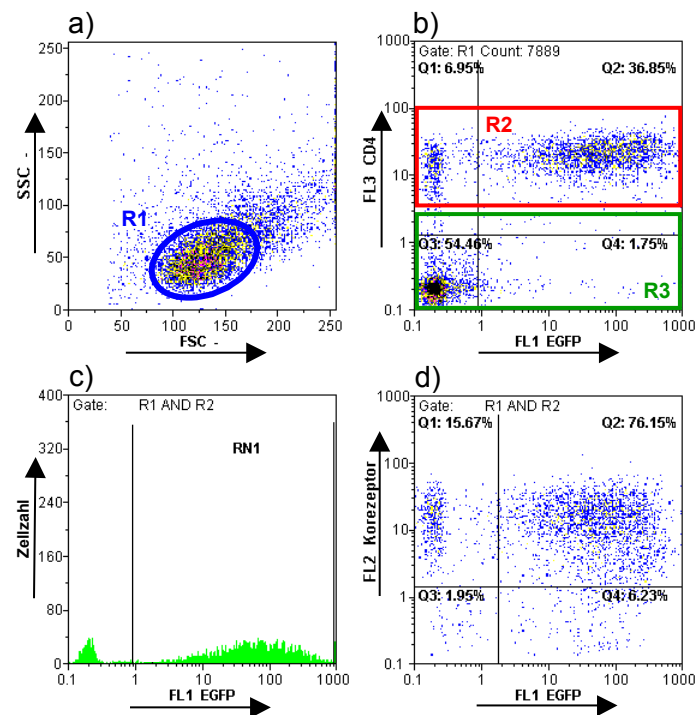 a)
250
200
150
100
50
0
SSC -
R1
0 50 100 150 200 250
FSC -
b)
Gate: R1 Count: 7889
Q1: 6.95% Q2: 36.85%
1000
100
10
1
0.1
FL3 CD4
R2
Q3: 54.46% Q4: 1.75%
R3
0.1 1 10 100 1000
FL1 EGFP
c)
Gate: R1 AND R2
400
320
240
160
80
0
Zellzahl
RN1
0.1 1 10 100 1000
FL1 EGFP
d)
Gate: R1 AND R2
Q1: 15.67% Q2: 76.15%
1000
100
10
1
0.1
FL2 Korezeptor
Q3: 1.95% Q4: 6.23%
0.1 1 10 100 1000
FL1 EGFP